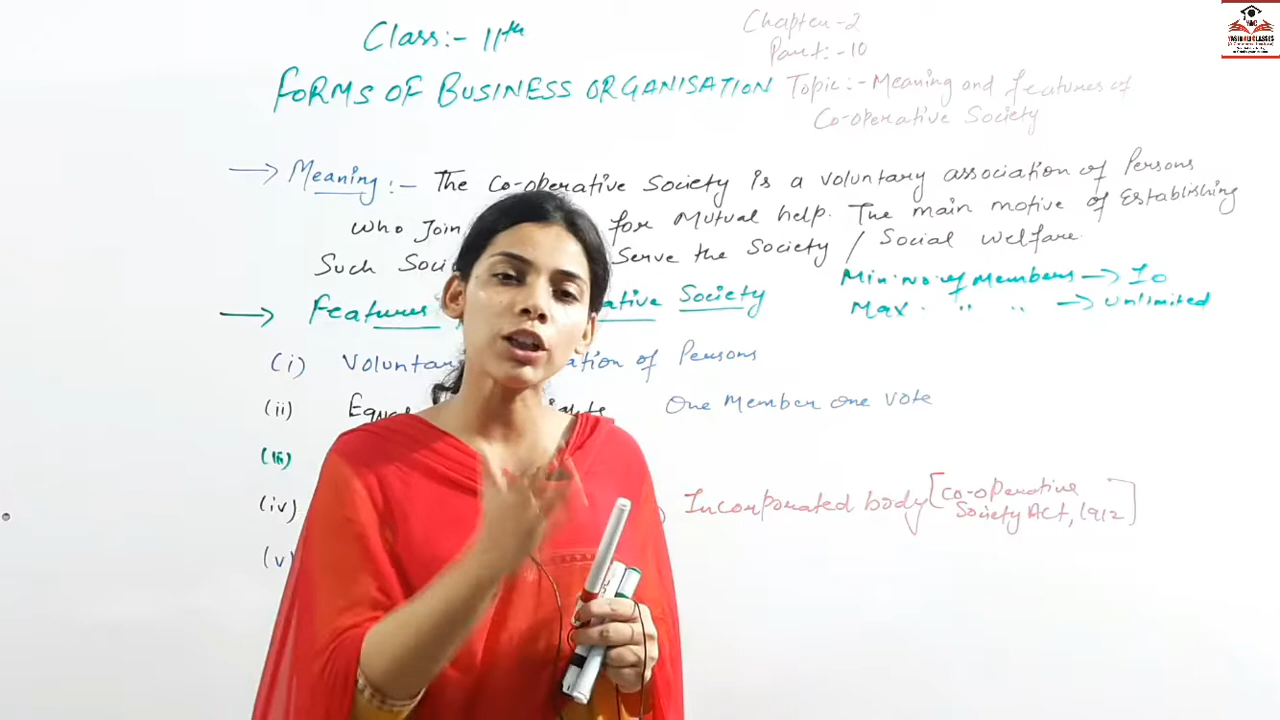 Class:- 11th
Chapter-2
Part:-10
FORMS OF BUSINESS ORGANISATION
Topic:- Meaning and features of
Co-operative Society
→ Meaning:- The Co-operative Society is a voluntary association of Persons
who Join for Mutual help. The main motive of Establishing
Such Soci Serve the Society / Social Welfare.
Min. No. of Members → 10
Max. " " → Unlimited
→ Features ative Society
(i) Voluntar ation of Persons
(ii) Equa One Member one vote
(iii)
(iv) Incorporated body [Co-operative
Society Act, 1912]
(v)